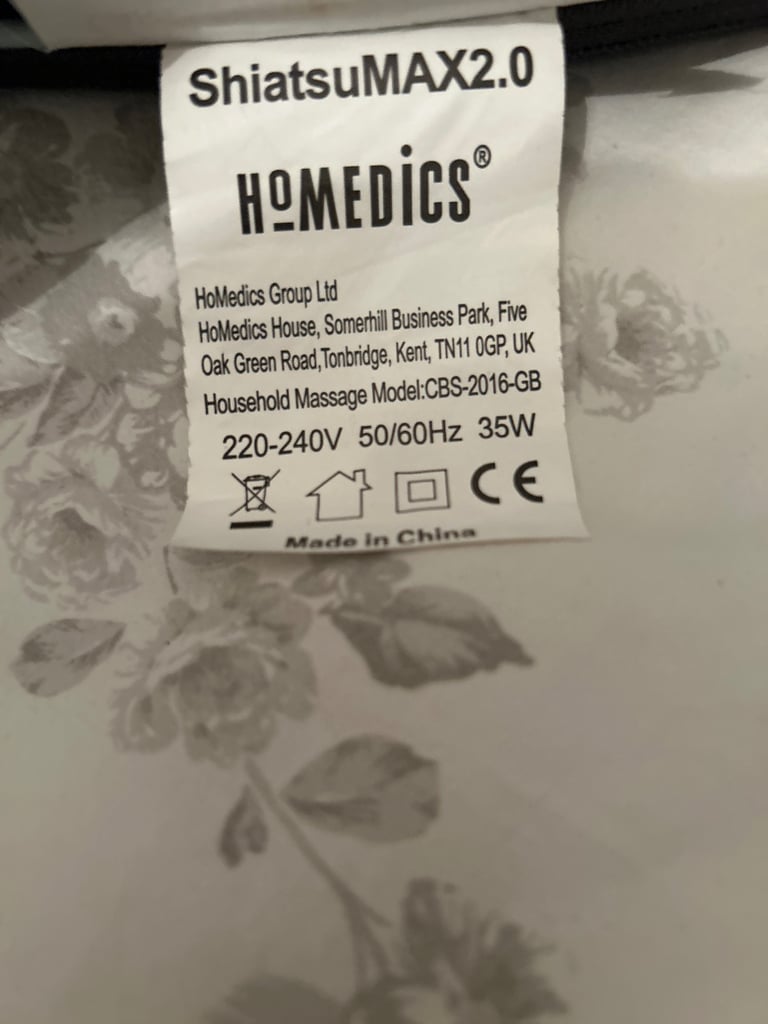 ShiatsuMAX2.0
HOMEDiCS®
HoMedics Group Ltd
HoMedics House, Somerhill Business Park, Five
Oak Green Road,Tonbridge, Kent, TN11 0GP, UK
Household Massage Model:CBS-2016-GB
220-240V 50/60Hz 35W
CE
Made in China